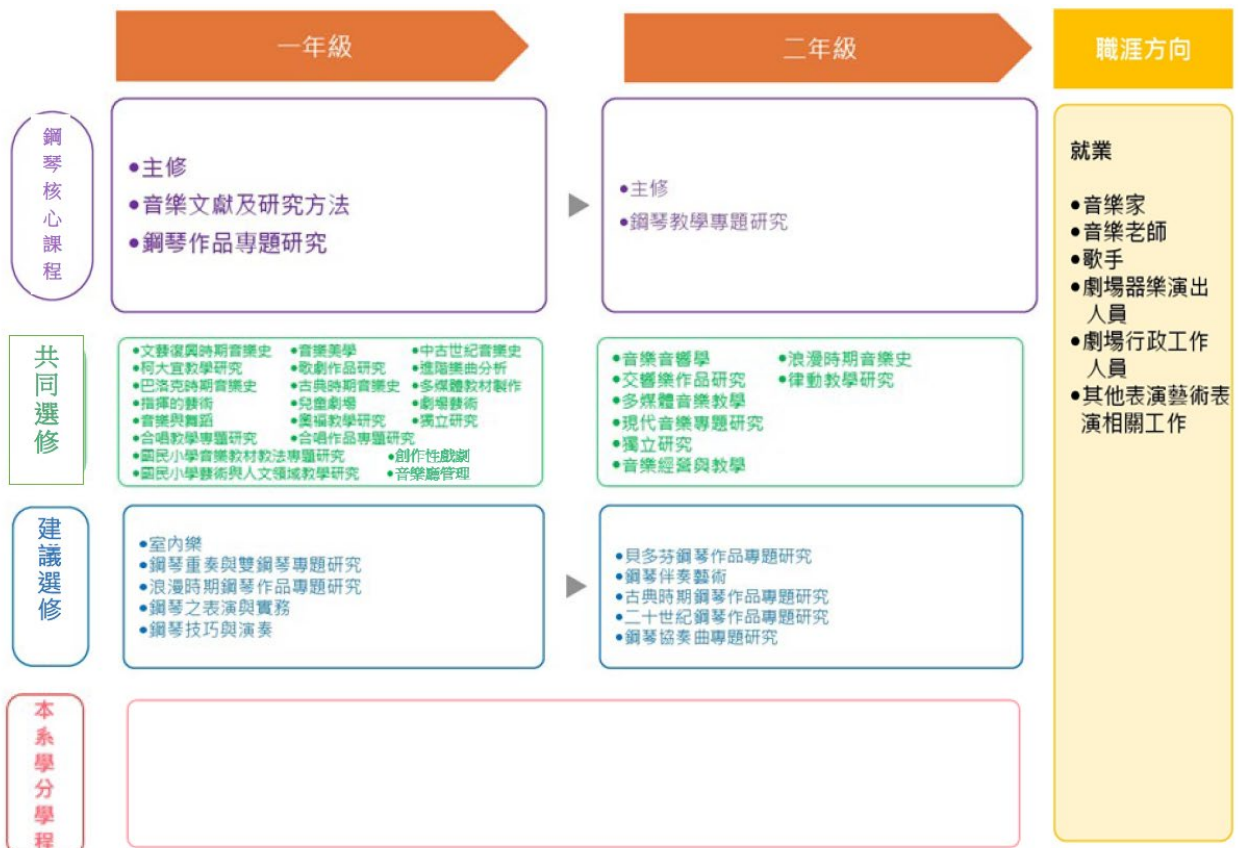 一年級
二年級
職涯方向
鋼琴核心課程
•主修
•音樂文獻及研究方法
•鋼琴作品專題研究
•主修
•鋼琴教學專題研究
共同選修
•文藝復興時期音樂史 •音樂美學 •中古世紀音樂史
•柯大宜教學研究 •歌劇作品研究 •進階樂曲分析
•巴洛克時期音樂史 •古典時期音樂史 •多媒體教材製作
•指揮的藝術 •兒童劇場 •劇場藝術
•音樂與舞蹈 •奧福教學研究 •獨立研究
•合唱教學專題研究 •合唱作品專題研究
•國民小學音樂教材教法專題研究 •創作性戲劇
•國民小學藝術與人文領域教學研究 •音樂廳管理
•音樂音響學 •浪漫時期音樂史
•交響樂作品研究 •律動教學研究
•多媒體音樂教學
•現代音樂專題研究
•獨立研究
•音樂經營與教學
建議選修
•室內樂
•鋼琴重奏與雙鋼琴專題研究
•浪漫時期鋼琴作品專題研究
•鋼琴之表演與實務
•鋼琴技巧與演奏
•貝多芬鋼琴作品專題研究
•鋼琴伴奏藝術
•古典時期鋼琴作品專題研究
•二十世紀鋼琴作品專題研究
•鋼琴協奏曲專題研究
本系學分學程
就業
•音樂家
•音樂老師
•歌手
•劇場器樂演出
人員
•劇場行政工作
人員
•其他表演藝術表
演相關工作